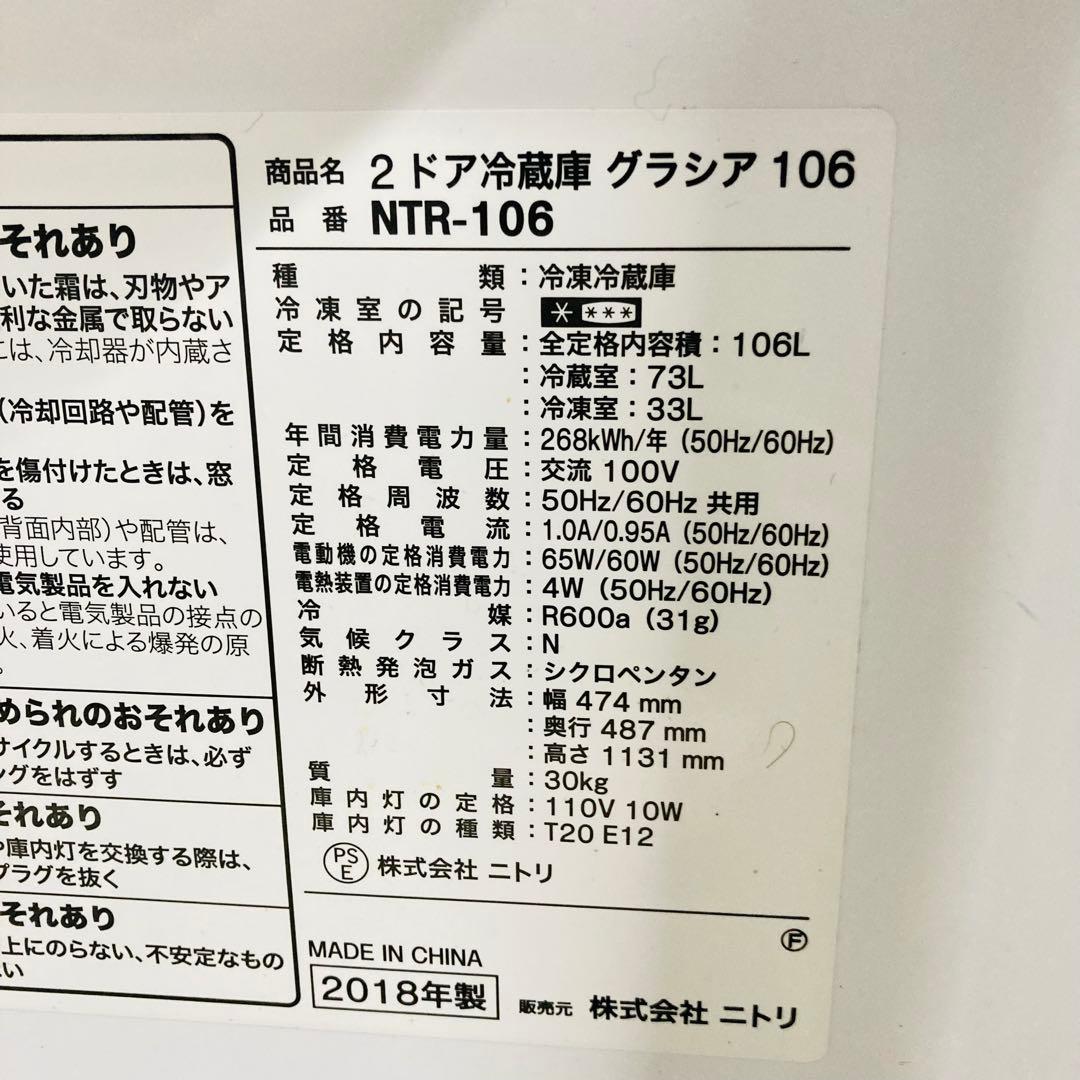 それあり
いた霜は、刃物やア
利な金属で取らない
には、冷却器が内蔵さ
(冷却回路や配管)を
を傷付けたときは、窓
る
背面内部)や配管は、
使用しています。
電気製品を入れない
いると電気製品の接点の
火、着火による爆発の原
。
められのおそれあり
サイクルするときは、必ず
ングをはずす
それあり
や庫内灯を交換する際は、
プラグを抜く
それあり
上にのらない、不安定なもの
い
商品名 2ドア冷蔵庫 グラシア 106
品番 NTR-106
種類:冷凍冷蔵庫
冷凍室の記号 * ***
定格内容量:全定格内容積:106L
:冷蔵室:73L
:冷凍室:33L
年間消費電力量:268kWh/年 (50Hz/60Hz)
定格電圧:交流 100V
定格周波数:50Hz/60Hz 共用
定格電流:1.0A/0.95A (50Hz/60Hz)
電動機の定格消費電力:65W/60W (50Hz/60Hz)
電熱装置の定格消費電力:4W (50Hz/60Hz)
冷媒:R600a (31g)
気候クラス:N
断熱発泡ガス:シクロペンタン
外形寸法:幅 474 mm
:奥行 487 mm
:高さ 1131 mm
質量:30kg
庫内灯の定格:110V 10W
庫内灯の種類:T20 E12
PSE 株式会社 ニトリ
F
MADE IN CHINA
2018年製 販売元 株式会社 ニトリ